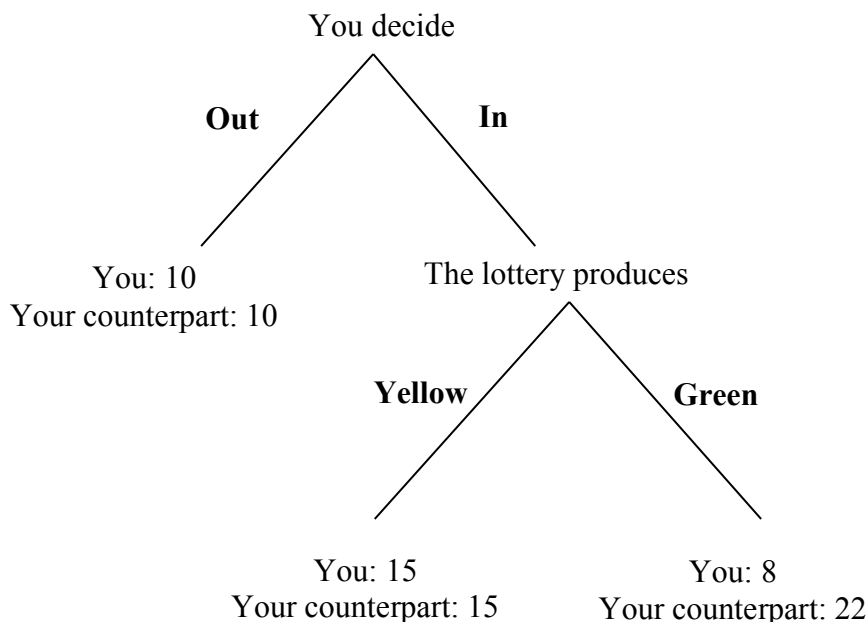 You decide
Out
In
You: 10
Your counterpart: 10
The lottery produces
Yellow
Green
You: 15
Your counterpart: 15
You: 8
Your counterpart: 22